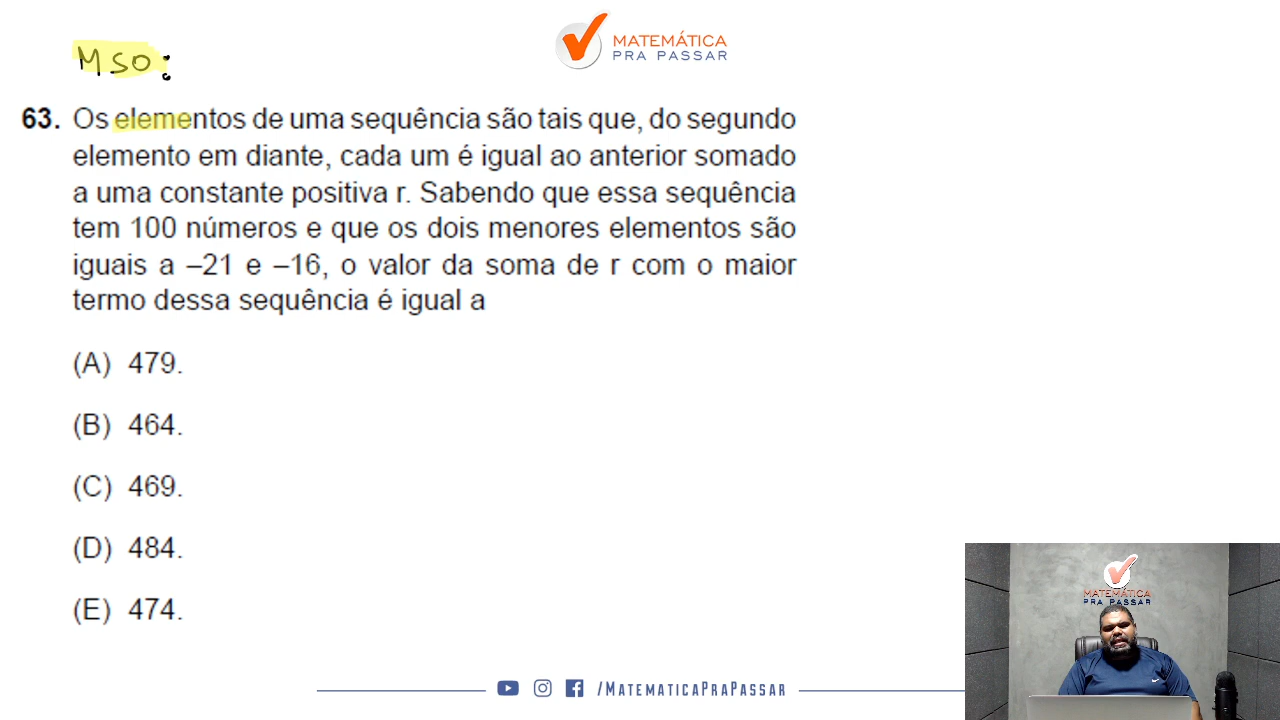 MATEMÁTICA
PRA PASSAR
MSO:
63. Os elementos de uma sequência são tais que, do segundo
elemento em diante, cada um é igual ao anterior somado
a uma constante positiva r. Sabendo que essa sequência
tem 100 números e que os dois menores elementos são
iguais a –21 e –16, o valor da soma de r com o maior
termo dessa sequência é igual a
(A) 479.
(B) 464.
(C) 469.
(D) 484.
(E) 474.
MATEMÁTICA
PRA PASSAR
/MATEMATICAPRAPASSAR